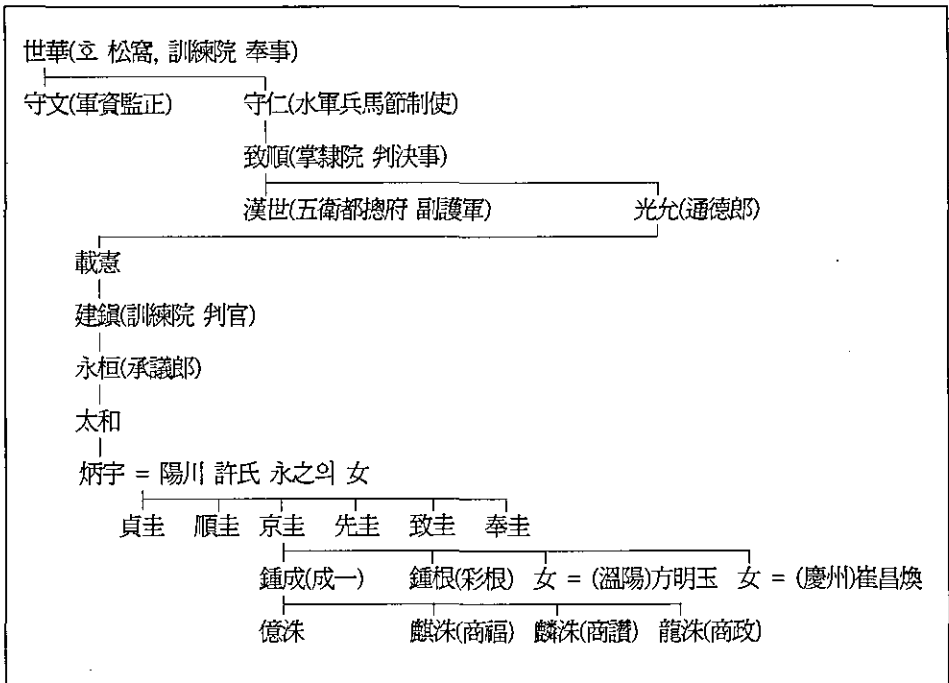 世華(호 松窩, 訓練院 奉事)
守文(軍資監正) 守仁(水軍兵馬節制使)
致順(掌隸院 判決事)
漢世(五衛都總府 副護軍) 光允(通德郎)
載憲
建鎭(訓練院 判官)
永桓(承議郎)
太和
炳宇 = 陽川 許氏 永之의 女
貞圭 順圭 京圭 先圭 致圭 奉圭
鍾成(成一) 鍾根(彩根) 女 = (溫陽)方明玉 女 = (慶州)崔昌煥
億洙 麒洙(商福) 麟洙(商讚) 龍洙(商政)